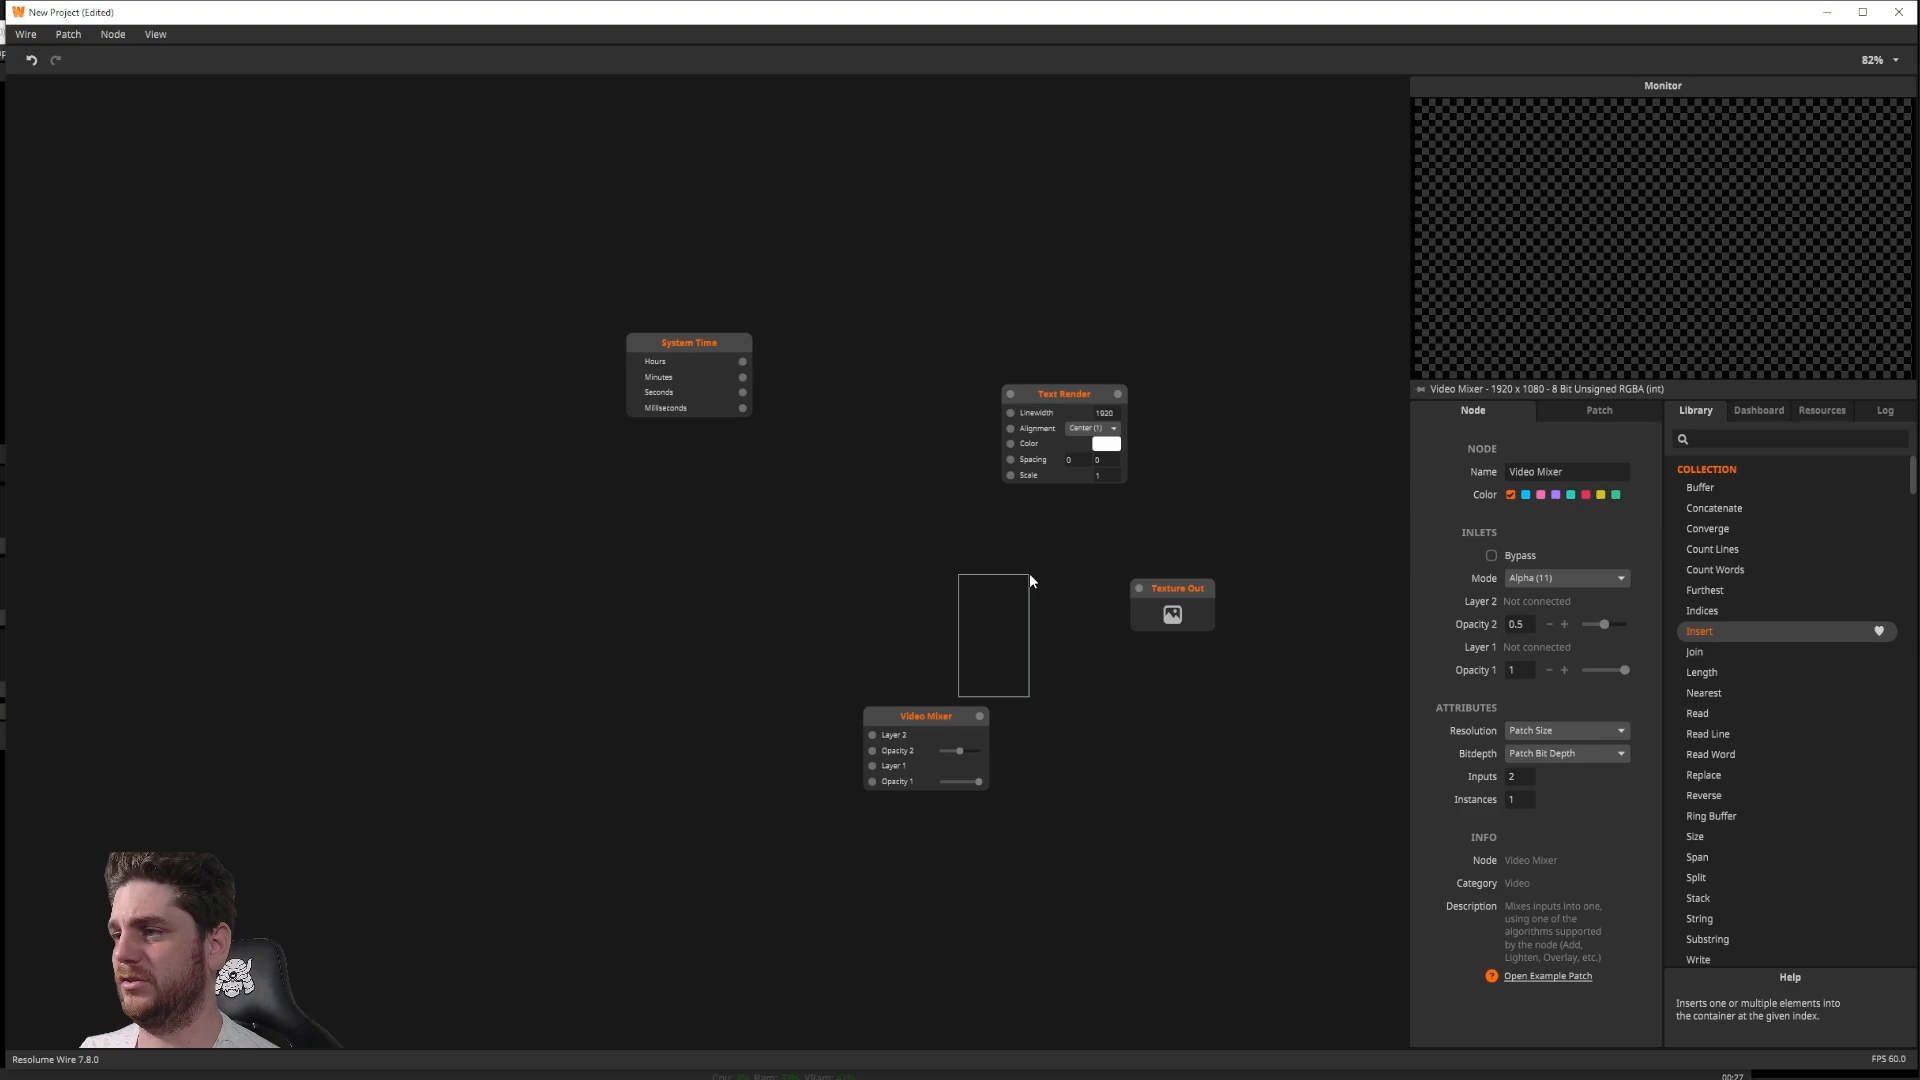 New Project (Edited)
Wire Patch Node View
82%
Monitor
System Time
Hours
Minutes
Seconds
Milliseconds
Text Render
Linewidth 1920
Alignment Center (1)
Color
Spacing 0 0
Scale 1
Texture Out
Video Mixer
Layer 2
Opacity 2
Layer 1
Opacity 1
Video Mixer - 1920 x 1080 - 8 Bit Unsigned RGBA (int)
Node Patch
NODE
Name Video Mixer
Color
INLETS
Bypass
Mode Alpha (11)
Layer 2 Not connected
Opacity 2 0.5 - +
Layer 1 Not connected
Opacity 1 1 - +
ATTRIBUTES
Resolution Patch Size
Bitdepth Patch Bit Depth
Inputs 2
Instances 1
INFO
Node Video Mixer
Category Video
Description Mixes inputs into one,
using one of the
algorithms supported
by the node (Add,
Lighten, Overlay, etc.)
? Open Example Patch
Library Dashboard Resources Log
COLLECTION
Buffer
Concatenate
Converge
Count Lines
Count Words
Furthest
Indices
Insert
Join
Length
Nearest
Read
Read Line
Read Word
Replace
Reverse
Ring Buffer
Size
Span
Split
Stack
String
Substring
Write
Help
Inserts one or multiple elements into
the container at the given index.
Resolume Wire 7.8.0
FPS 60.0
00:27